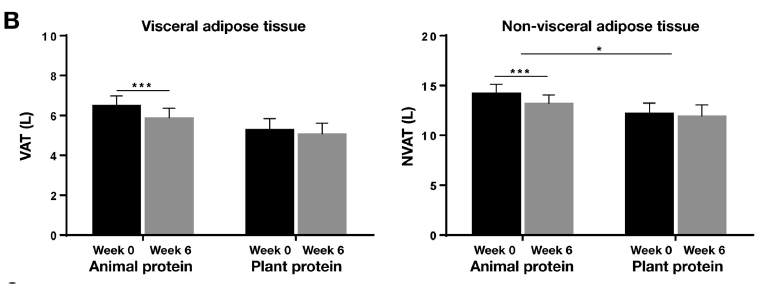 B
Visceral adipose tissue
10
8
6
4
2
0
VAT (L)
***
Week 0 Week 6 Week 0 Week 6
Animal protein Plant protein
Non-visceral adipose tissue
20
15
10
5
0
NVAT (L)
*
***
Week 0 Week 6 Week 0 Week 6
Animal protein Plant protein